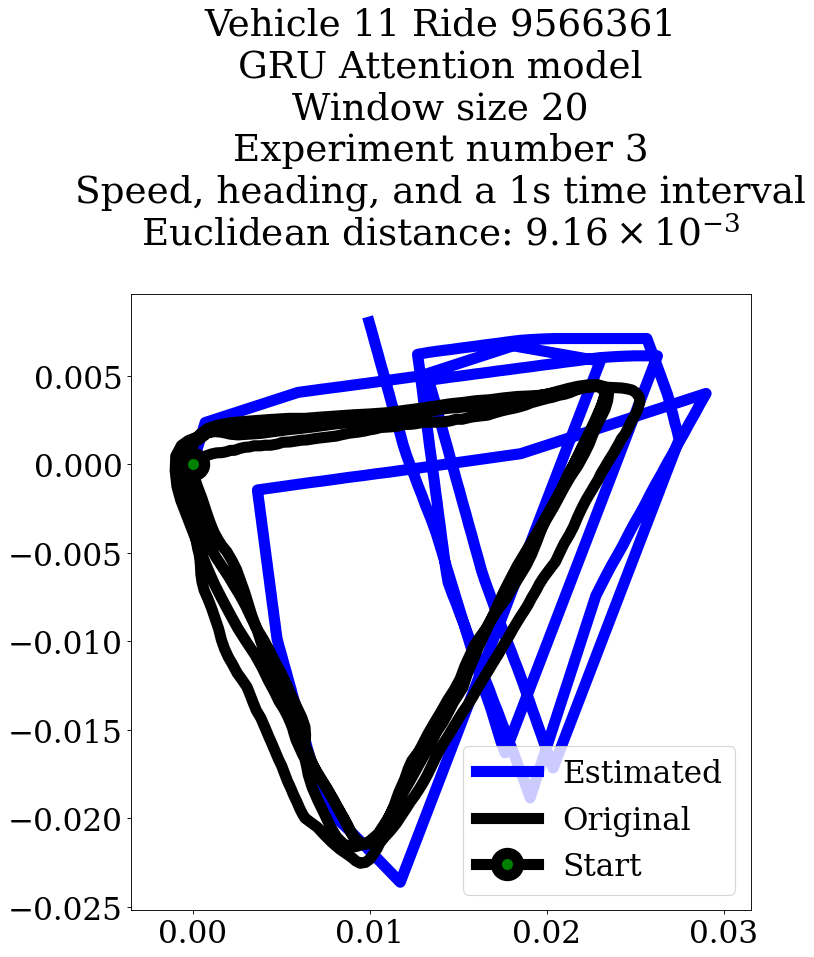 Vehicle 11 Ride 9566361
GRU Attention model
Window size 20
Experiment number 3
Speed, heading, and a 1s time interval
Euclidean distance: 9.16 × 10⁻³
0.005
0.000
−0.005
−0.010
−0.015
−0.020
−0.025
Estimated
Original
Start
0.00 0.01 0.02 0.03